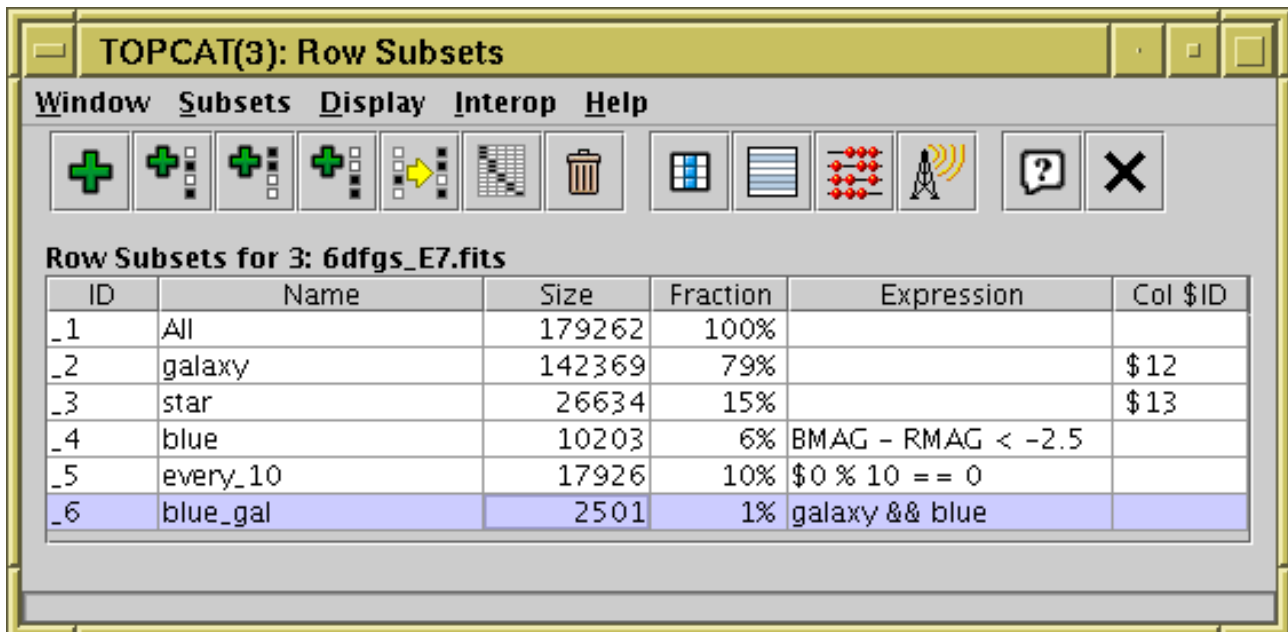 TOPCAT(3): Row Subsets
Window Subsets Display Interop Help
Row Subsets for 3: 6dfgs_E7.fits
ID Name Size Fraction Expression Col $ID
_1 All 179262 100%
_2 galaxy 142369 79% $12
_3 star 26634 15% $13
_4 blue 10203 6% BMAG - RMAG < -2.5
_5 every_10 17926 10% $0 % 10 == 0
_6 blue_gal 2501 1% galaxy && blue